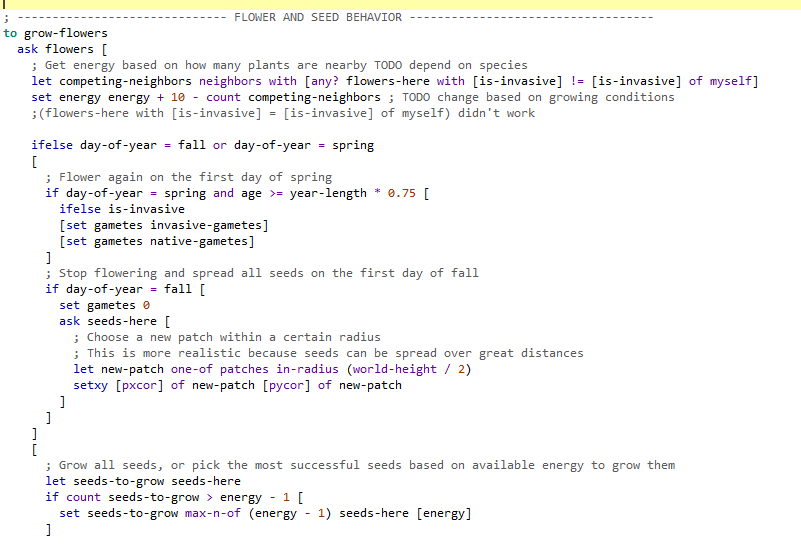 ; ------------------------------ FLOWER AND SEED BEHAVIOR -----------------------------------
to grow-flowers
  ask flowers [
    ; Get energy based on how many plants are nearby TODO depend on species
    let competing-neighbors neighbors with [any? flowers-here with [is-invasive] != [is-invasive] of myself]
    set energy energy + 10 - count competing-neighbors ; TODO change based on growing conditions
    ;(flowers-here with [is-invasive] = [is-invasive] of myself) didn't work

    ifelse day-of-year = fall or day-of-year = spring
    [
      ; Flower again on the first day of spring
      if day-of-year = spring and age >= year-length * 0.75 [
        ifelse is-invasive
        [set gametes invasive-gametes]
        [set gametes native-gametes]
      ]
      ; Stop flowering and spread all seeds on the first day of fall
      if day-of-year = fall [
        set gametes 0
        ask seeds-here [
          ; Choose a new patch within a certain radius
          ; This is more realistic because seeds can be spread over great distances
          let new-patch one-of patches in-radius (world-height / 2)
          setxy [pxcor] of new-patch [pycor] of new-patch
        ]
      ]
    ]
    [
      ; Grow all seeds, or pick the most successful seeds based on available energy to grow them
      let seeds-to-grow seeds-here
      if count seeds-to-grow > energy - 1 [
        set seeds-to-grow max-n-of (energy - 1) seeds-here [energy]
      ]